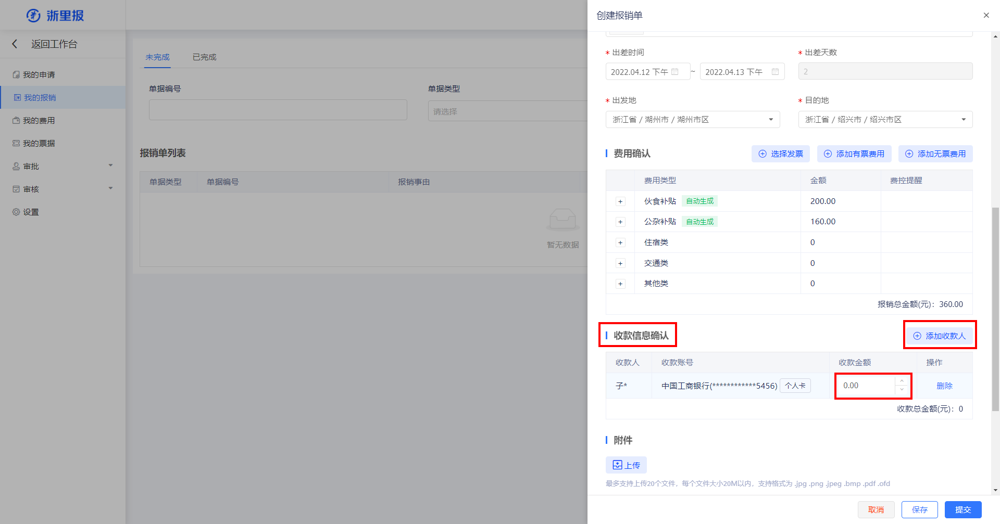 浙里报
返回工作台
我的申请
我的报销
我的费用
我的票据
审批
审核
设置
未完成
已完成
单据编号
单据类型
请选择
报销单列表
单据类型
单据编号
报销事由
暂无数据
创建报销单
* 出差时间
* 出差天数
2022.04.12 下午 ~ 2022.04.13 下午
2
* 出发地
* 目的地
浙江省 / 湖州市 / 湖州市区
浙江省 / 绍兴市 / 绍兴市区
费用确认
选择发票
添加有票费用
添加无票费用
费用类型 金额 费控提醒
+ 伙食补贴 自动生成 200.00
+ 公杂补贴 自动生成 160.00
+ 住宿类 0
+ 交通类 0
+ 其他类 0
报销总金额(元)：360.00
收款信息确认
添加收款人
收款人 收款账号 收款金额 操作
子* 中国工商银行(************5456) 个人卡 0.00 删除
收款总金额(元)：0
附件
上传
最多支持上传20个文件，每个文件大小20M以内，支持格式为 .jpg .png .jpeg .bmp .pdf .ofd
取消
保存
提交